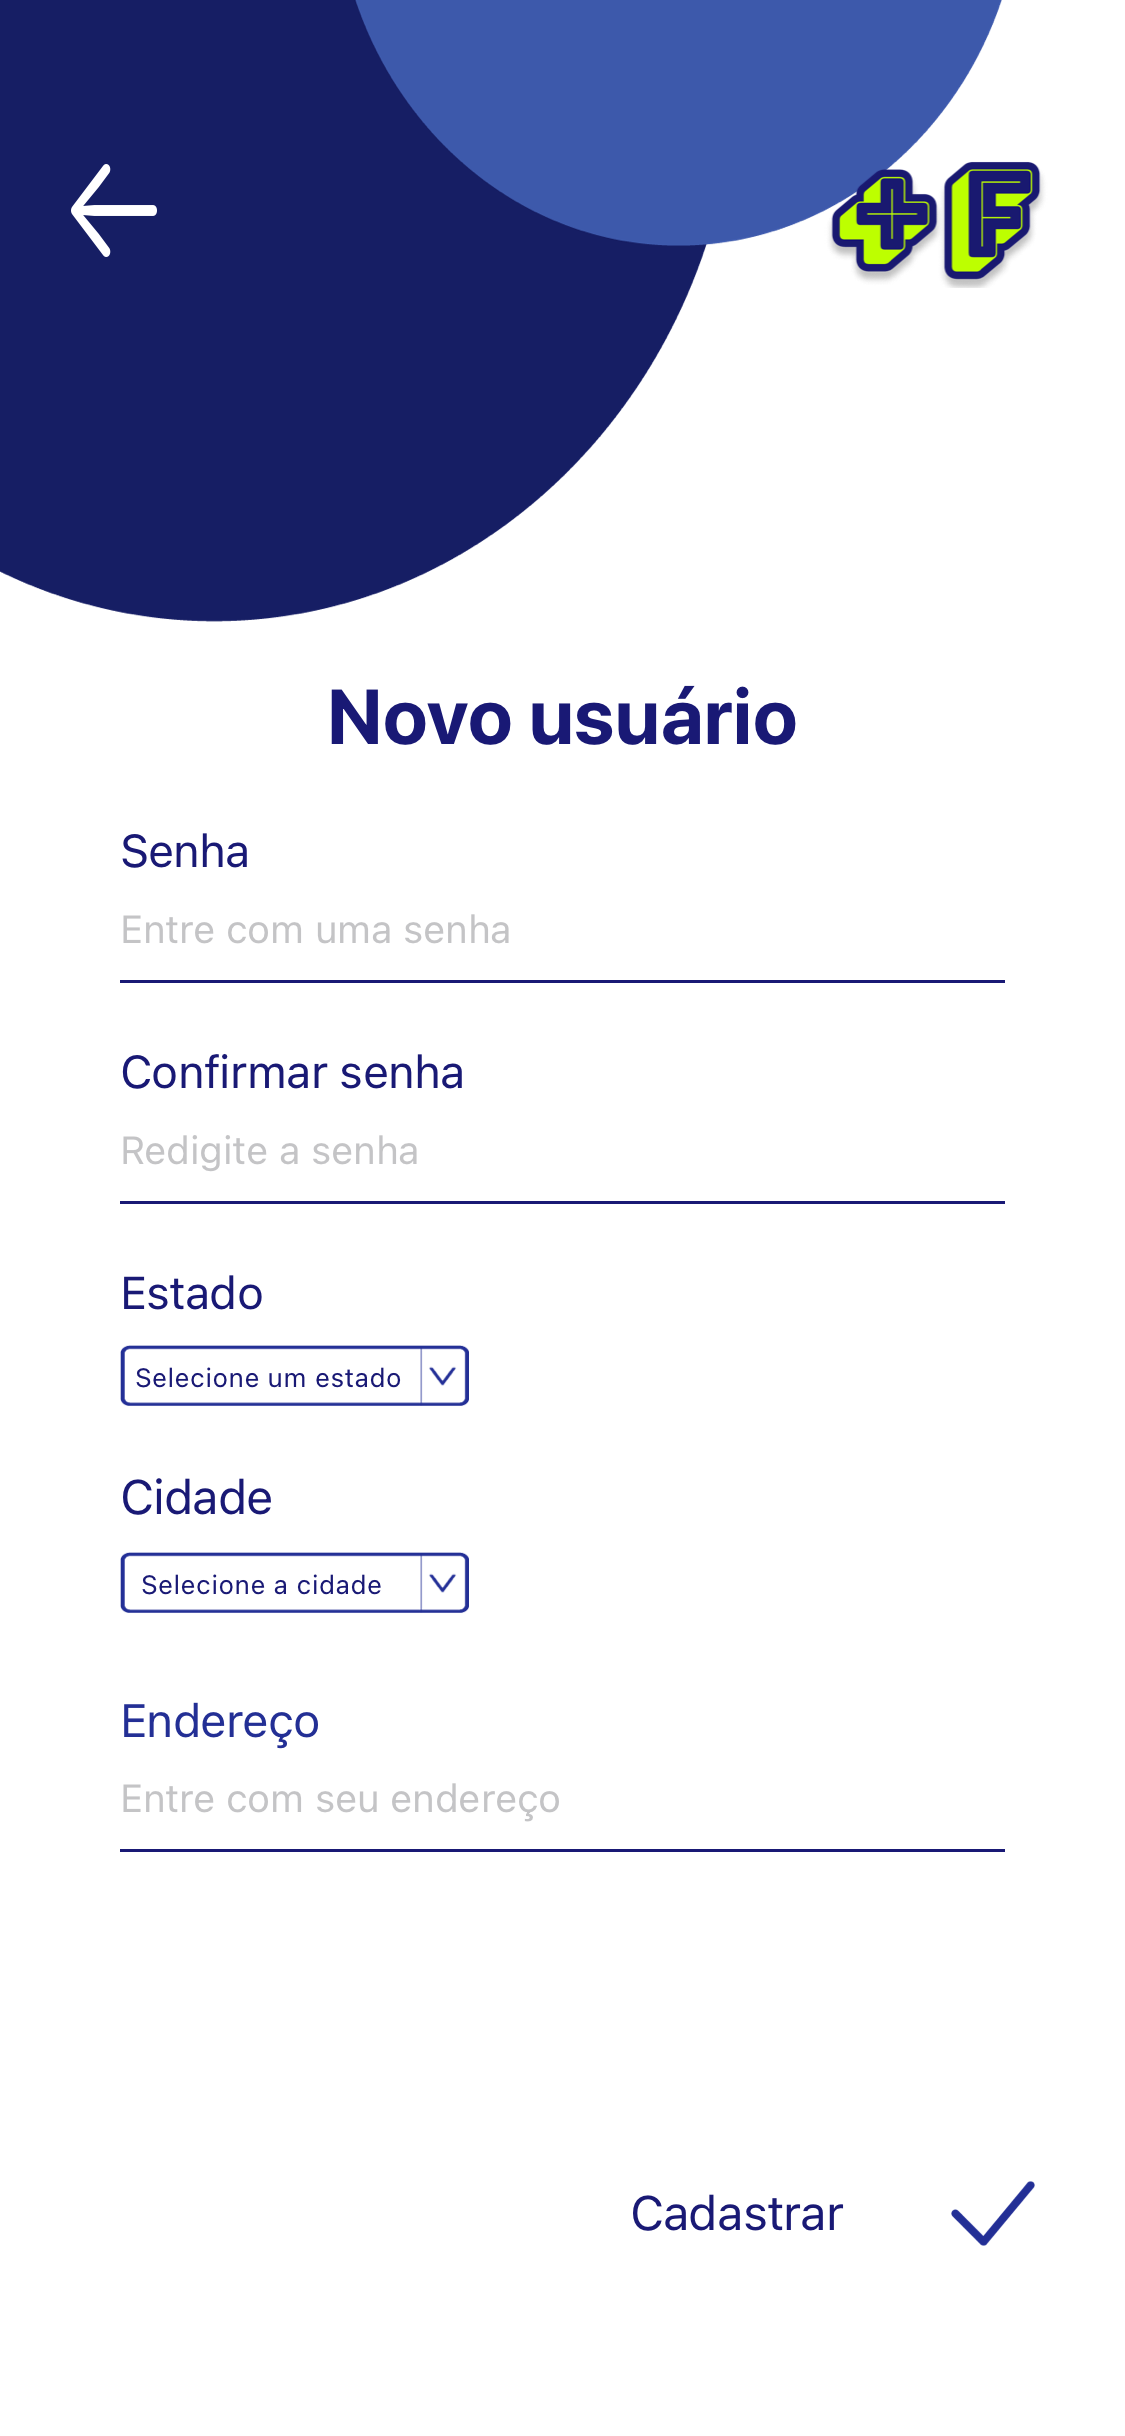 +F
Novo usuário
Senha
Entre com uma senha
Confirmar senha
Redigite a senha
Estado
Selecione um estado
Cidade
Selecione a cidade
Endereço
Entre com seu endereço
Cadastrar